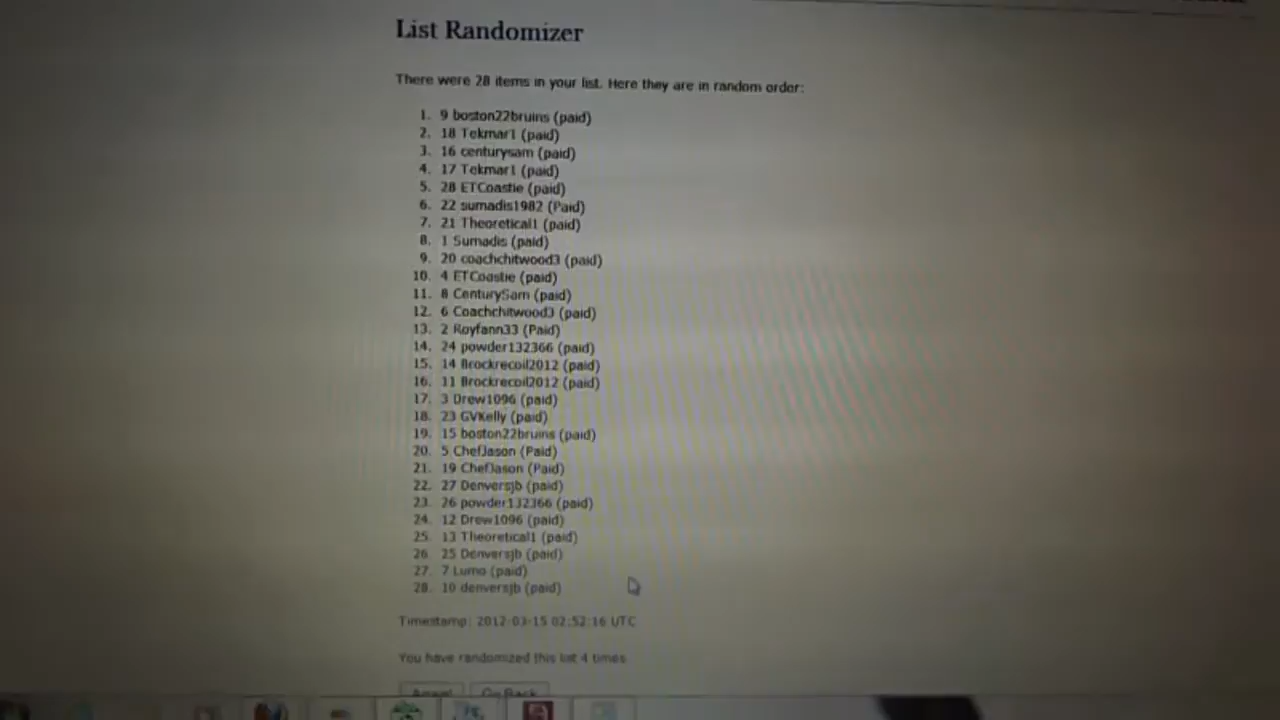 List Randomizer
There were 28 items in your list. Here they are in random order:
1. 9 boston22bruins (paid)
2. 18 Tekmar1 (paid)
3. 16 centurysam (paid)
4. 17 Tekmar1 (paid)
5. 28 ETCoastie (paid)
6. 22 sumadis1982 (Paid)
7. 21 Theoretical1 (paid)
8. 1 Sumadis (paid)
9. 20 coachchitwood3 (paid)
10. 4 ETCoastie (paid)
11. 8 CenturySam (paid)
12. 6 Coachchitwood3 (paid)
13. 2 Royfann33 (Paid)
14. 24 powder132366 (paid)
15. 14 Brockrecoil2012 (paid)
16. 11 Brockrecoil2012 (paid)
17. 3 Drew1096 (paid)
18. 23 GVKelly (paid)
19. 15 boston22bruins (paid)
20. 5 ChefJason (Paid)
21. 19 ChefJason (Paid)
22. 27 Denversjb (paid)
23. 26 powder132366 (paid)
24. 12 Drew1096 (paid)
25. 13 Theoretical1 (paid)
26. 25 Denversjb (paid)
27. 7 Lumo (paid)
28. 10 denversjb (paid)
Timestamp: 2012-03-15 02:52:16 UTC
You have randomized this list 4 times
Again! Go Back